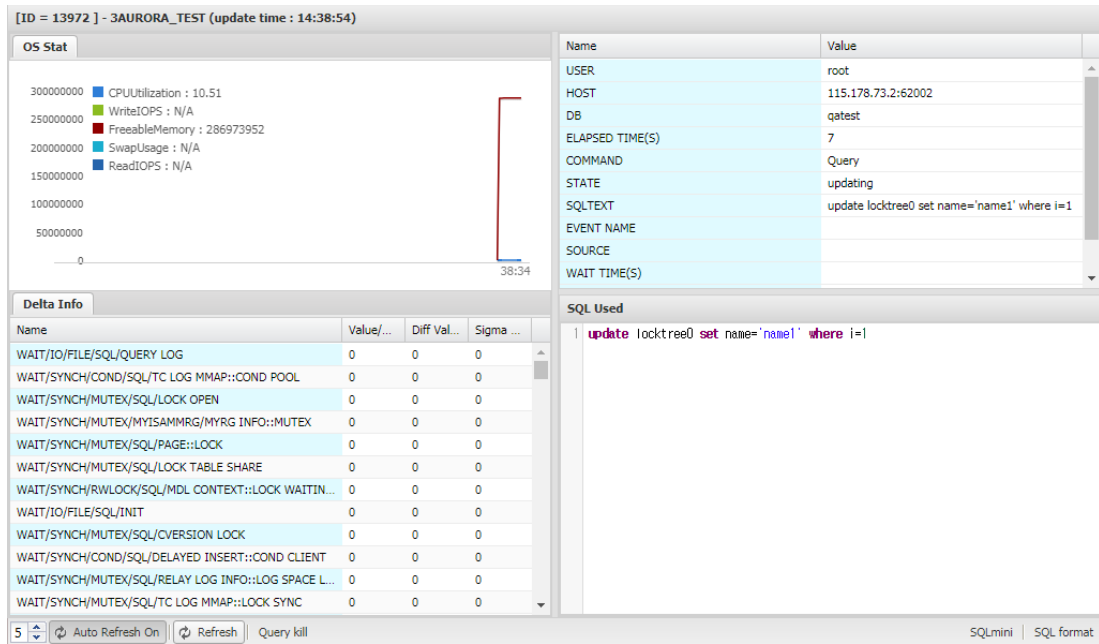 [ID = 13972 ] - 3AURORA_TEST (update time : 14:38:54)
OS Stat
300000000
250000000
200000000
150000000
100000000
50000000
0
CPUUtilization : 10.51
WriteIOPS : N/A
FreeableMemory : 286973952
SwapUsage : N/A
ReadIOPS : N/A
38:34
Name Value
USER root
HOST 115.178.73.2:62002
DB qatest
ELAPSED TIME(S) 7
COMMAND Query
STATE updating
SQLTEXT update locktree0 set name='name1' where i=1
EVENT NAME
SOURCE
WAIT TIME(S)
Delta Info
Name Value/... Diff Val... Sigma ...
WAIT/IO/FILE/SQL/QUERY LOG 0 0 0
WAIT/SYNCH/COND/SQL/TC LOG MMAP::COND POOL 0 0 0
WAIT/SYNCH/MUTEX/SQL/LOCK OPEN 0 0 0
WAIT/SYNCH/MUTEX/MYISAMMRG/MYRG INFO::MUTEX 0 0 0
WAIT/SYNCH/MUTEX/SQL/PAGE::LOCK 0 0 0
WAIT/SYNCH/MUTEX/SQL/LOCK TABLE SHARE 0 0 0
WAIT/SYNCH/RWLOCK/SQL/MDL CONTEXT::LOCK WAITIN... 0 0 0
WAIT/IO/FILE/SQL/INIT 0 0 0
WAIT/SYNCH/MUTEX/SQL/CVERSION LOCK 0 0 0
WAIT/SYNCH/COND/SQL/DELAYED INSERT::COND CLIENT 0 0 0
WAIT/SYNCH/MUTEX/SQL/RELAY LOG INFO::LOG SPACE L... 0 0 0
WAIT/SYNCH/MUTEX/SQL/TC LOG MMAP::LOCK SYNC 0 0 0
SQL Used
1 update locktree0 set name='name1' where i=1
5 Auto Refresh On Refresh Query kill SQLmini SQL format